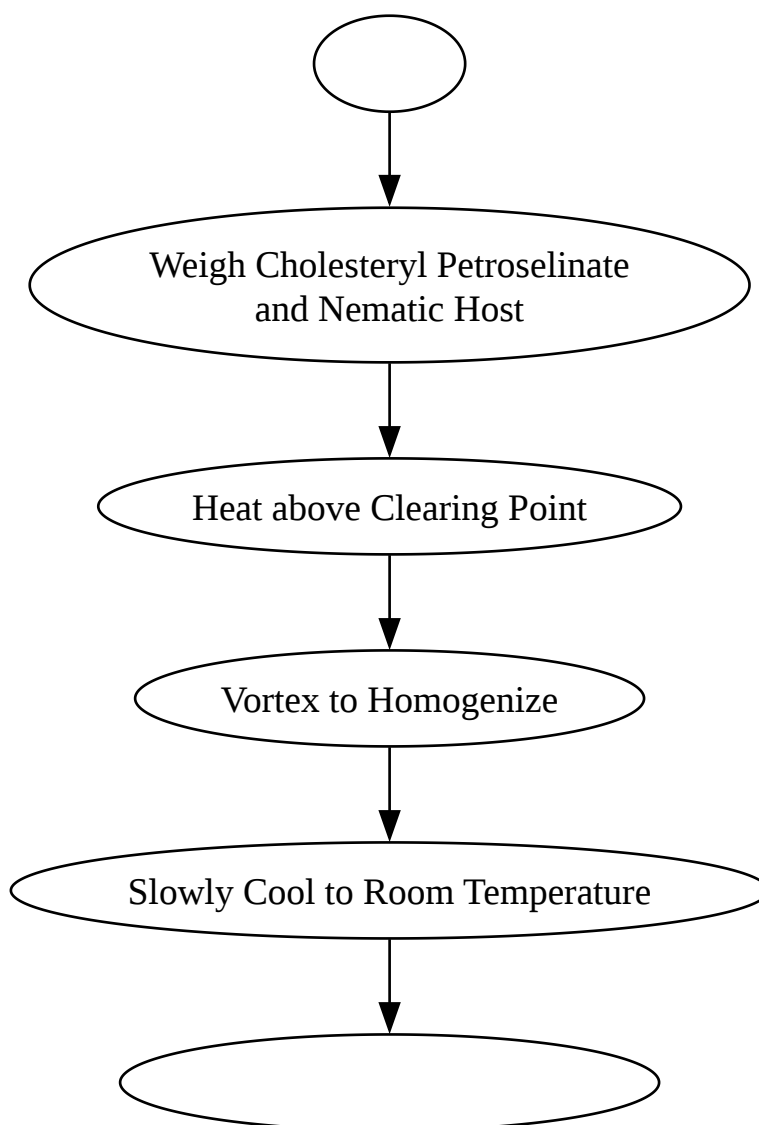 Weigh Cholesteryl Petroselinate
and Nematic Host
Heat above Clearing Point
Vortex to Homogenize
Slowly Cool to Room Temperature